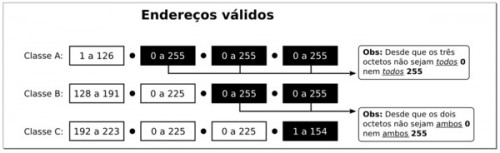 Endereços válidos
Classe A: 1 a 126 • 0 a 255 • 0 a 255 • 0 a 255
Obs: Desde que os três
octetos não sejam todos 0
nem todos 255
Classe B: 128 a 191 • 0 a 225 • 0 a 255 • 0 a 255
Classe C: 192 a 223 • 0 a 225 • 0 a 225 • 1 a 154
Obs: Desde que os dois
octetos não sejam ambos 0
nem ambos 255